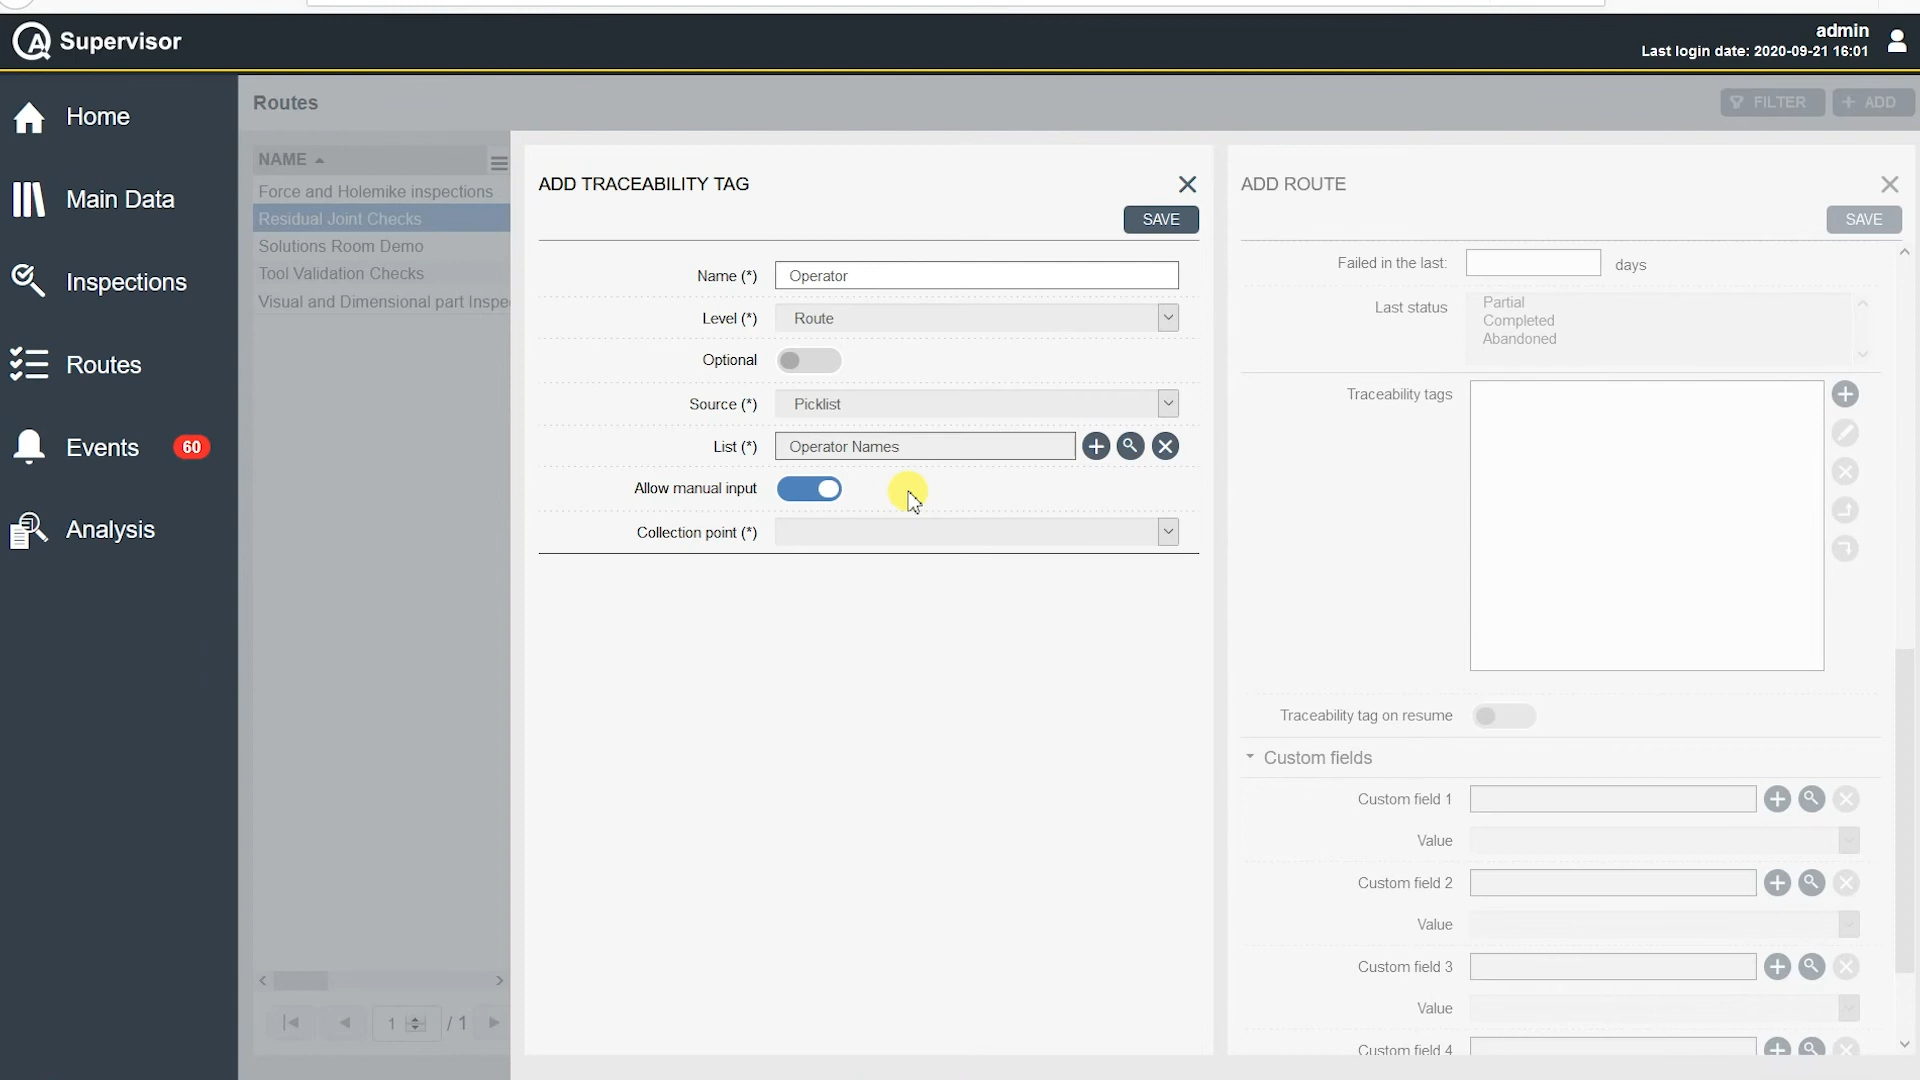 Supervisor
admin
Last login date: 2020-09-21 16:01
Home
Main Data
Inspections
Routes
Events 60
Analysis
Routes
FILTER
+ ADD
NAME
Force and Holemike inspections
Residual Joint Checks
Solutions Room Demo
Tool Validation Checks
Visual and Dimensional part Inspe
1 / 1
ADD TRACEABILITY TAG
SAVE
Name (*) Operator
Level (*) Route
Optional
Source (*) Picklist
List (*) Operator Names
Allow manual input
Collection point (*)
ADD ROUTE
SAVE
Failed in the last: days
Last status
Partial
Completed
Abandoned
Traceability tags
Traceability tag on resume
Custom fields
Custom field 1
Value
Custom field 2
Value
Custom field 3
Value
Custom field 4